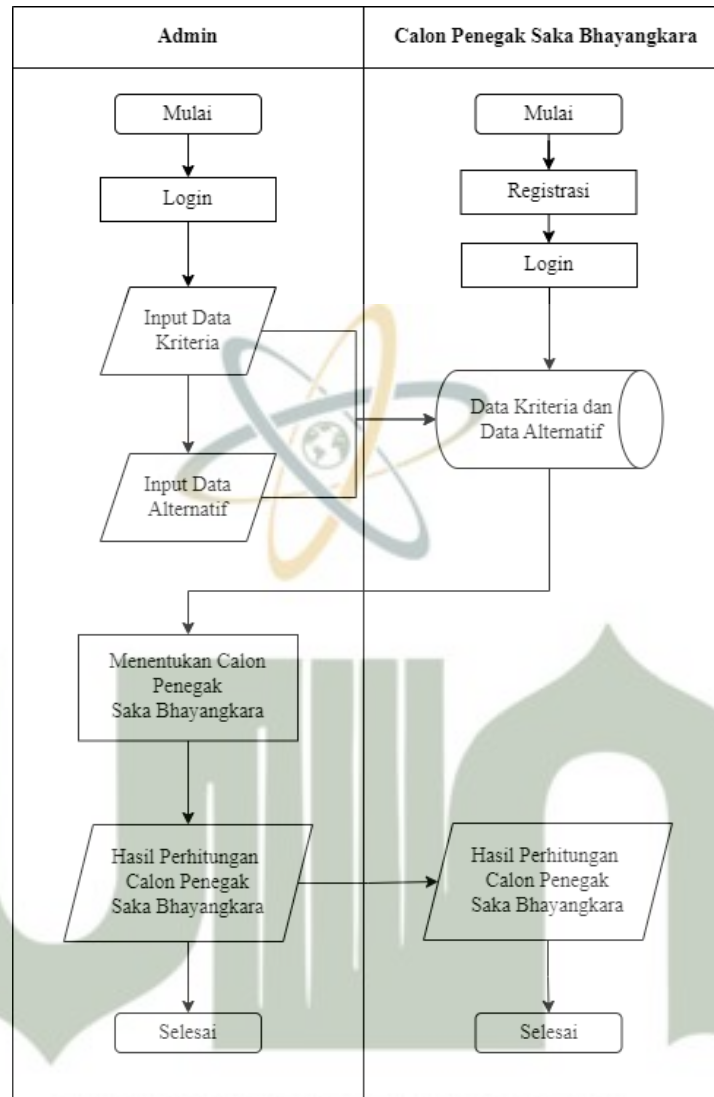 Admin
Calon Penegak Saka Bhayangkara
Mulai
Login
Input Data
Kriteria
Input Data
Alternatif
Menentukan Calon
Penegak
Saka Bhayangkara
Hasil Perhitungan
Calon Penegak
Saka Bhayangkara
Selesai
Mulai
Registrasi
Login
Data Kriteria dan
Data Alternatif
Hasil Perhitungan
Calon Penegak
Saka Bhayangkara
Selesai